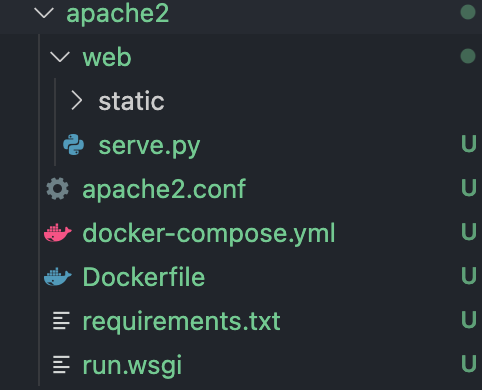 apache2
web
static
serve.py U
apache2.conf U
docker-compose.yml U
Dockerfile U
requirements.txt U
run.wsgi U